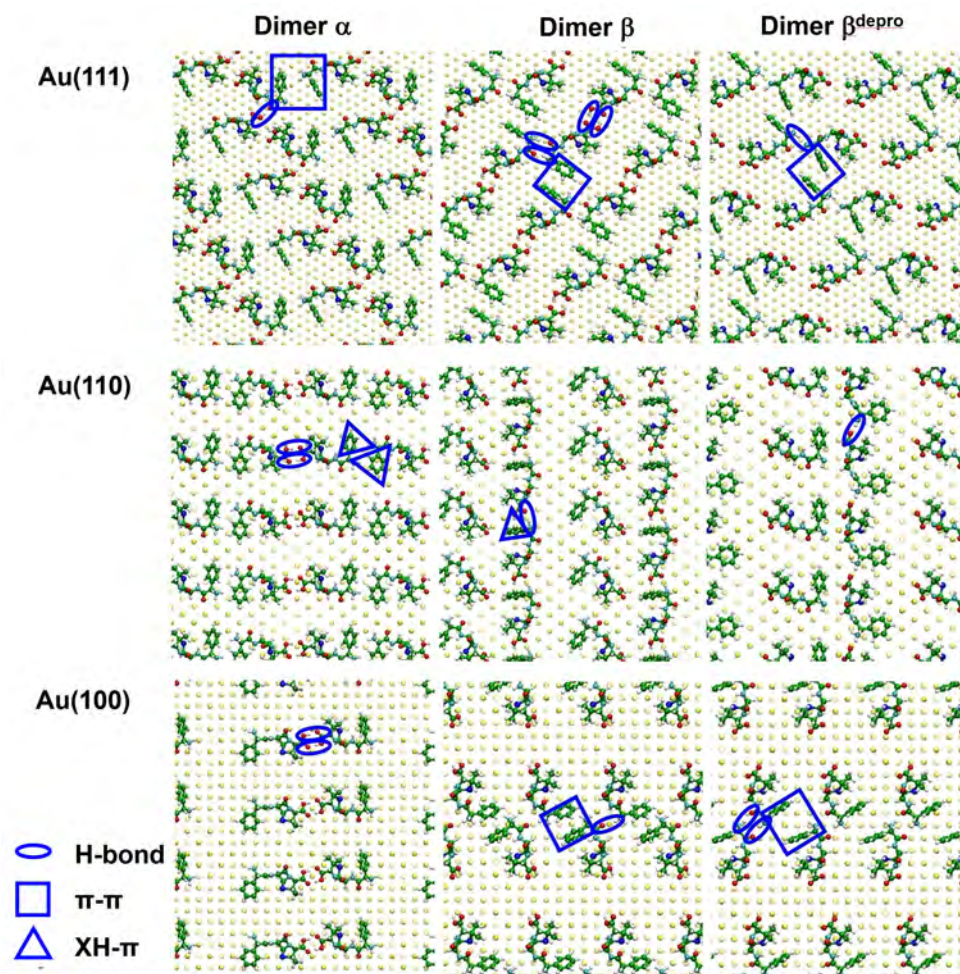 Dimer α Dimer β Dimer βdepro
Au(111)
Au(110)
Au(100)
H-bond
π-π
XH-π